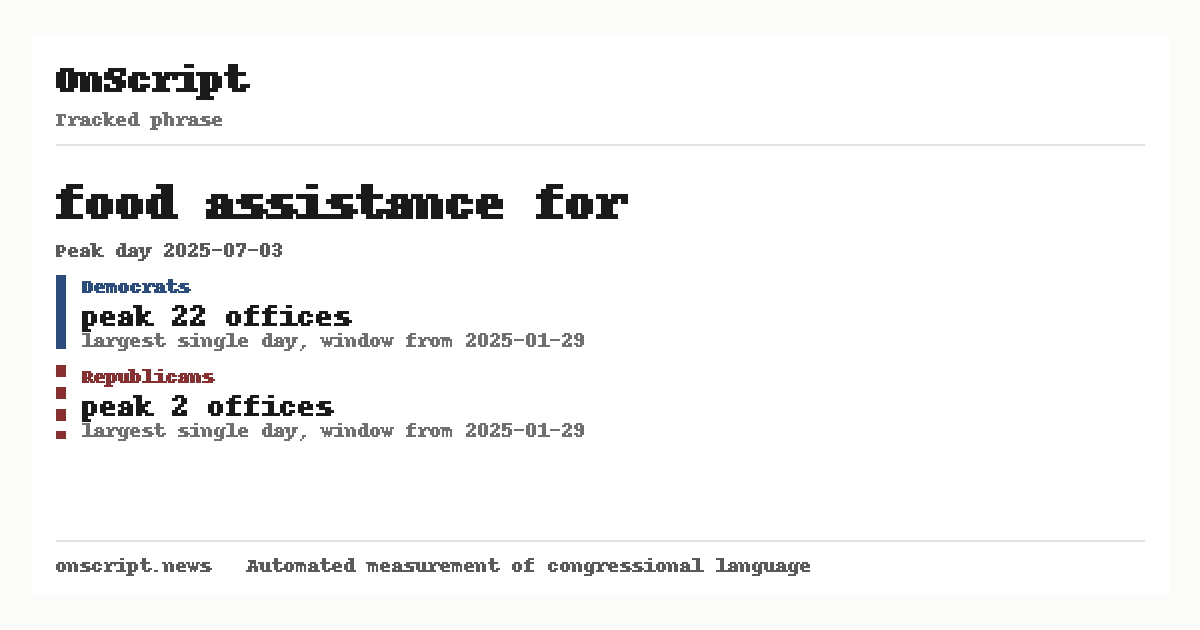 OnScript
Tracked phrase
food assistance for
Peak day 2025-07-03
Democrats
peak 22 offices
largest single day, window from 2025-01-29
Republicans
peak 2 offices
largest single day, window from 2025-01-29
onscript.news Automated measurement of congressional language